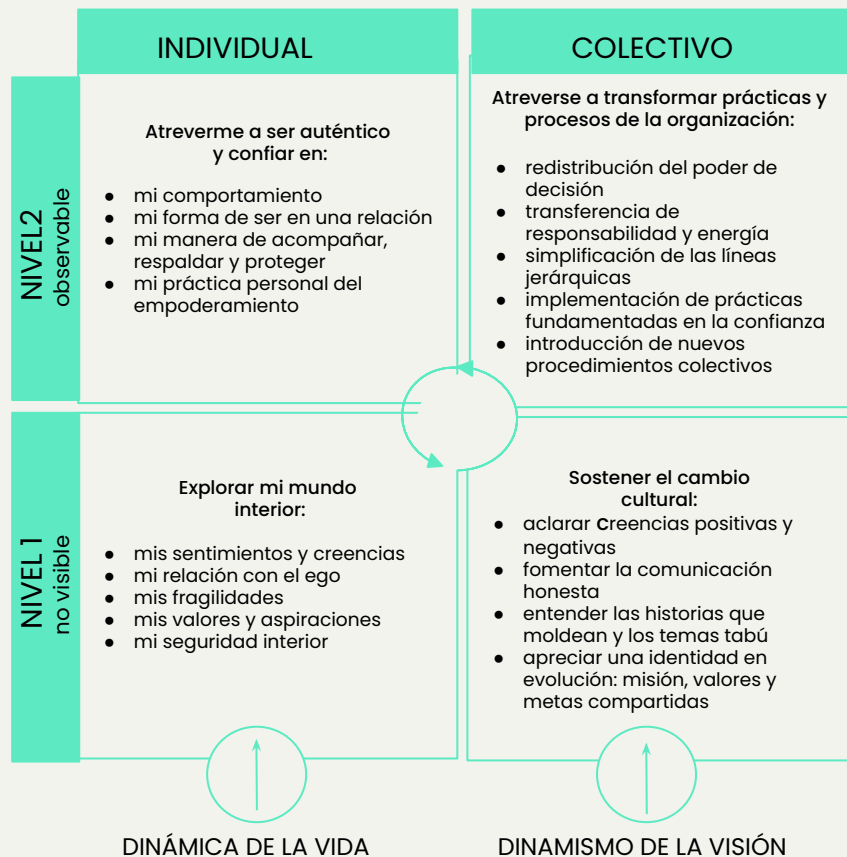 INDIVIDUAL
COLECTIVO
NIVEL2
observable
Atreverme a ser auténtico
y confiar en:
● mi comportamiento
● mi forma de ser en una relación
● mi manera de acompañar,
respaldar y proteger
● mi práctica personal del
empoderamiento
Atreverse a transformar prácticas y
procesos de la organización:
● redistribución del poder de
decisión
● transferencia de
responsabilidad y energía
● simplificación de las líneas
jerárquicas
● implementación de prácticas
fundamentadas en la confianza
● introducción de nuevos
procedimientos colectivos
NIVEL 1
no visible
Explorar mi mundo
interior:
● mis sentimientos y creencias
● mi relación con el ego
● mis fragilidades
● mis valores y aspiraciones
● mi seguridad interior
Sostener el cambio
cultural:
● aclarar Creencias positivas y
negativas
● fomentar la comunicación
honesta
● entender las historias que
moldean y los temas tabú
● apreciar una identidad en
evolución: misión, valores y
metas compartidas
DINÁMICA DE LA VIDA
DINAMISMO DE LA VISIÓN